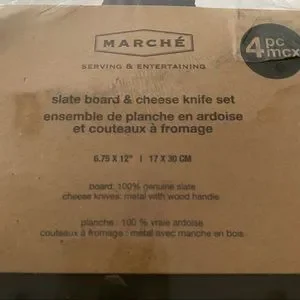 MARCHÉ
SERVING & ENTERTAINING
4 pc
mcx
slate board & cheese knife set
ensemble de planche en ardoise
et couteaux à fromage
6.75 X 12" | 17 X 30 CM
board: 100% genuine slate
cheese knives: metal with wood handle
planche : 100 % vraie ardoise
couteaux à fromage : métal avec manche en bois